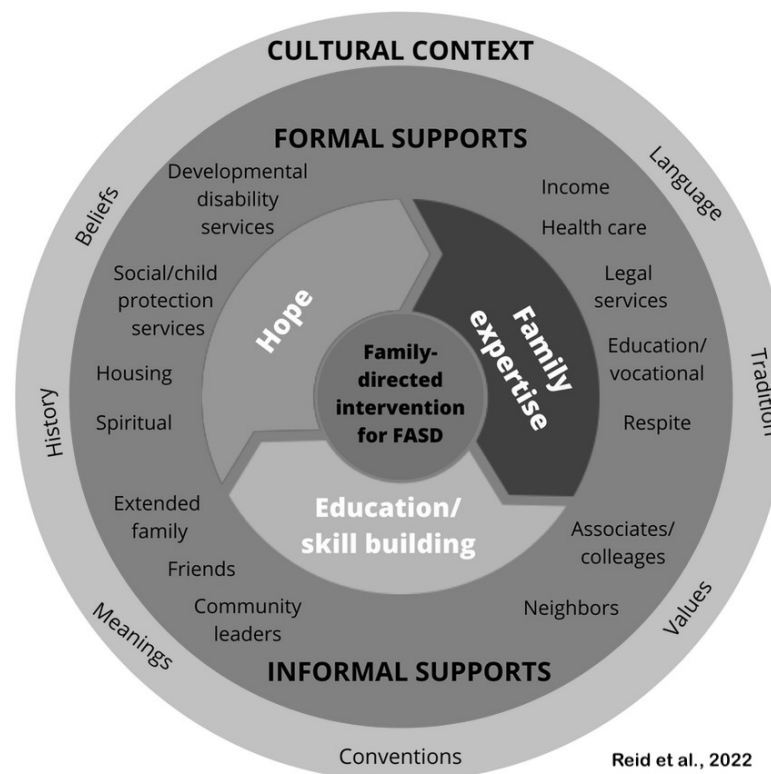 CULTURAL CONTEXT
FORMAL SUPPORTS
Developmental
disability
services
Social/child
protection
services
Housing
Spiritual
Income
Health care
Legal
services
Education/
vocational
Respite
Hope
Family
expertise
Education/
skill building
Family-
directed
intervention
for FASD
Extended
family
Friends
Community
leaders
Associates/
colleages
Neighbors
INFORMAL SUPPORTS
Beliefs
History
Meanings
Conventions
Values
Tradition
Language
Reid et al., 2022